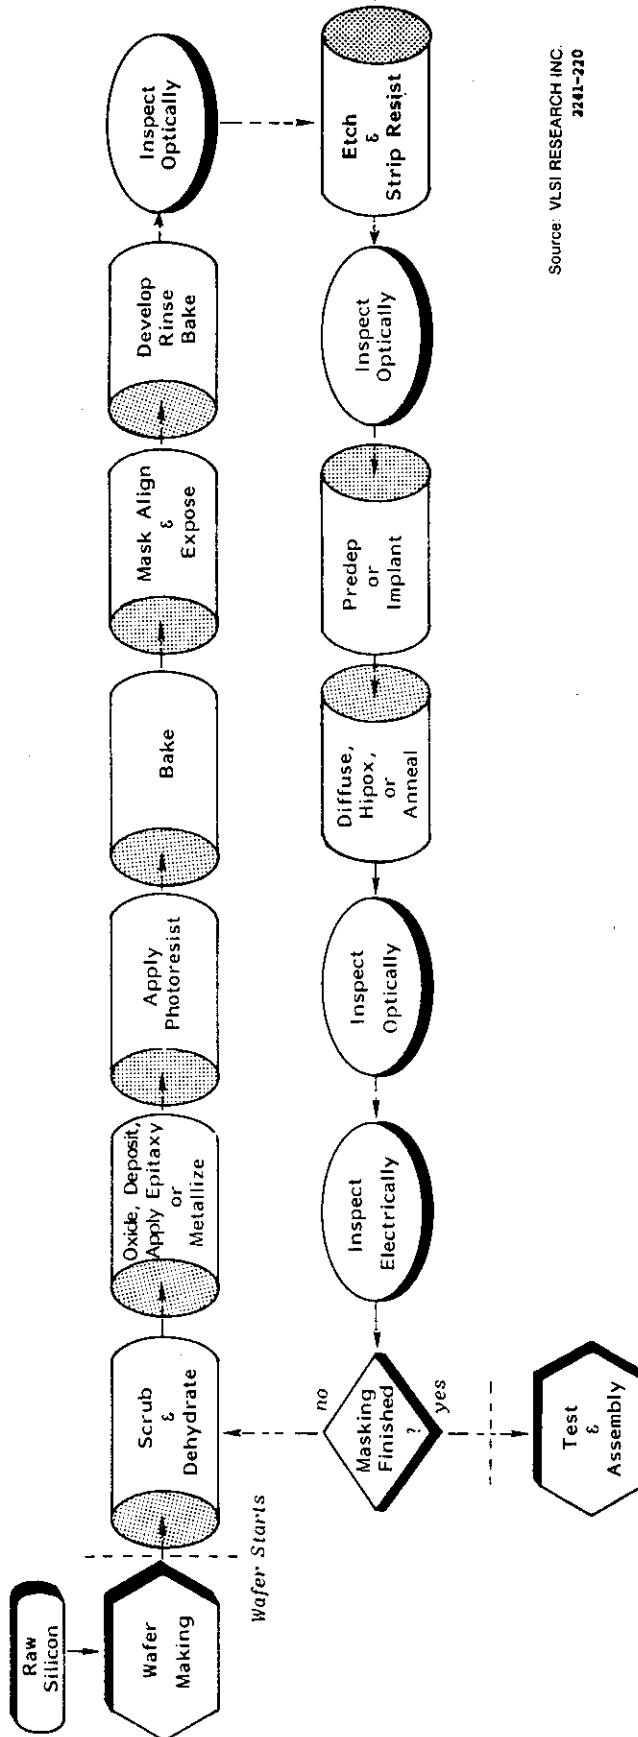 Raw
Silicon
Wafer
Making
Wafer Starts
Scrub
&
Dehydrate
Oxide, Deposit,
Apply Epitaxy
or
Metallize
Apply
Photoresist
Bake
Mask Align
&
Expose
Develop
Rinse
Bake
Inspect
Optically
Etch
&
Strip Resist
Inspect
Optically
Predep
or
Implant
Diffuse,
Hipox,
or
Anneal
Inspect
Optically
Inspect
Electrically
Masking
Finished
?
no
yes
Test
&
Assembly
Source: VLSI RESEARCH INC.
2241-220